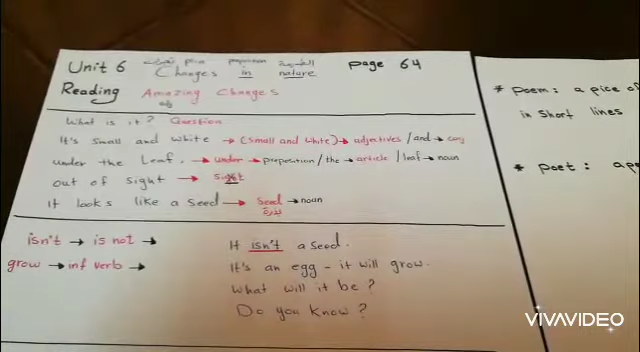 Unit 6 Changes in nature page 64
preposition الطبيعة
Reading Amazing Changes
adj
What is it? Question
It's small and white → (small and white) → adjectives / and →
under the leaf, → under → preposition / the → article / leaf → noun
out of sight → sight
It looks like a seed → seed → noun
بذرة
isn't → is not →
grow → inf verb →
It isn't a seed.
It's an egg - it will grow.
What will it be?
Do you know?
* poem: a pice of
in short lines
* poet:
VIVAVIDEO